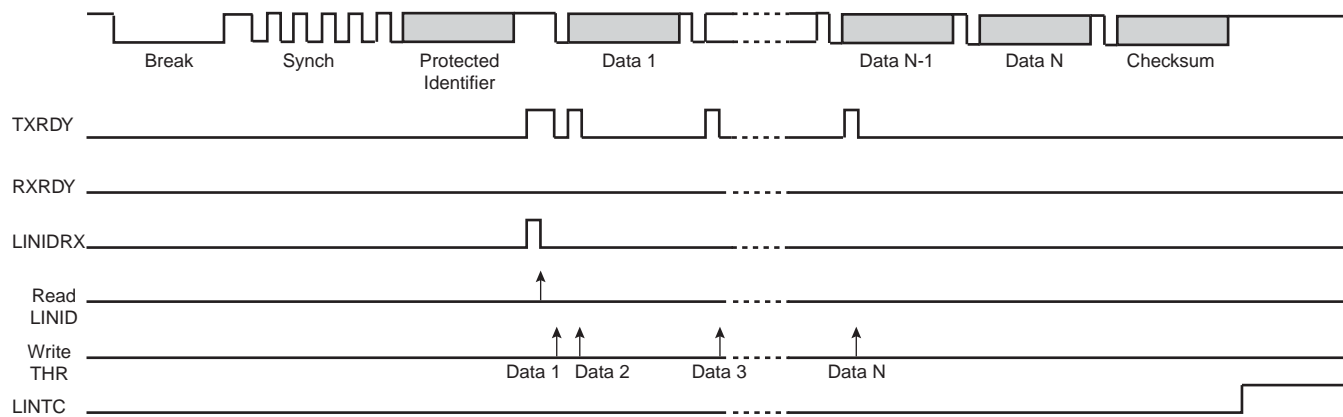 Break Synch Protected Identifier Data 1 Data N-1 Data N Checksum
TXRDY
RXRDY
LINIDRX
Read
LINID
Write
THR
Data 1 Data 2 Data 3 Data N
LINTC